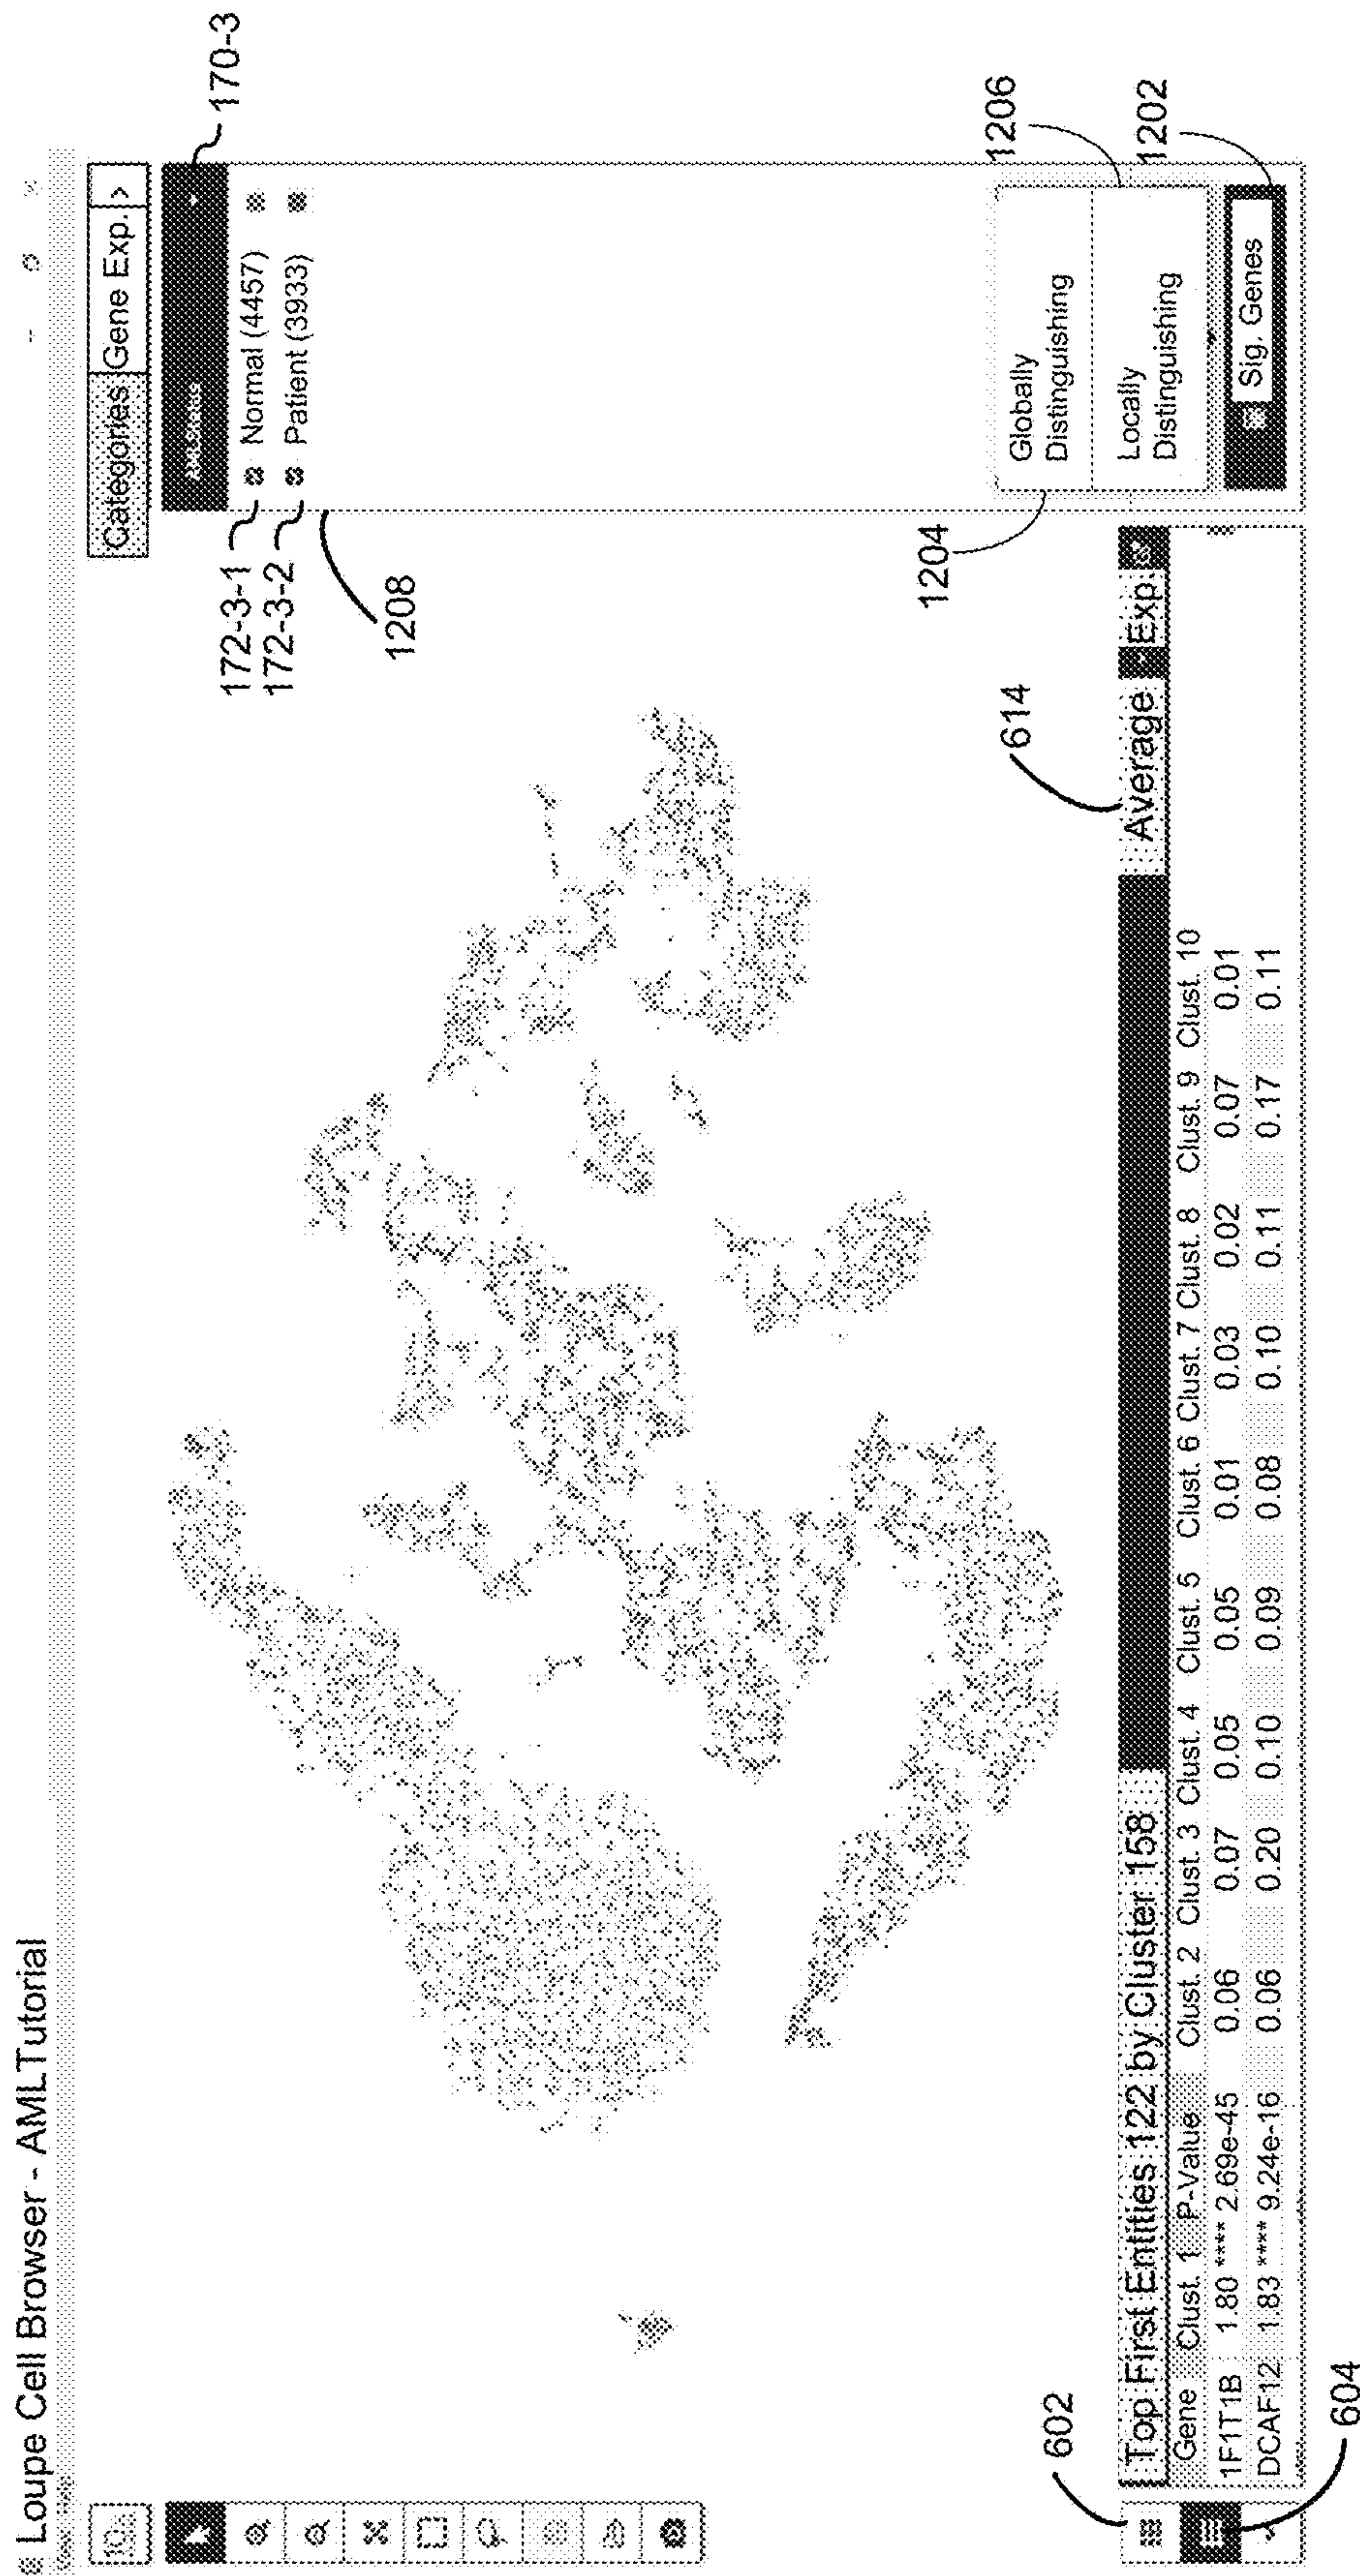 Loupe Cell Browser - AMLTutorial
Categories Gene Exp. >
170-3
172-3-1 Normal (4457)
172-3-2 Patient (3933)
1208
1204
Globally
Distinguishing
1206
Locally
Distinguishing
Sig. Genes
1202
614
602
Top First Entities 122 by Cluster 158 Average Exp.
Gene Clust. 1 P-Value Clust. 2 Clust. 3 Clust. 4 Clust. 5 Clust. 6 Clust. 7 Clust. 8 Clust. 9 Clust. 10
1F1T1B 1.80 **** 2.69e-45 0.06 0.07 0.05 0.05 0.01 0.03 0.02 0.07 0.01
DCAF12 1.83 **** 9.24e-16 0.06 0.20 0.10 0.09 0.08 0.10 0.11 0.17 0.11
604